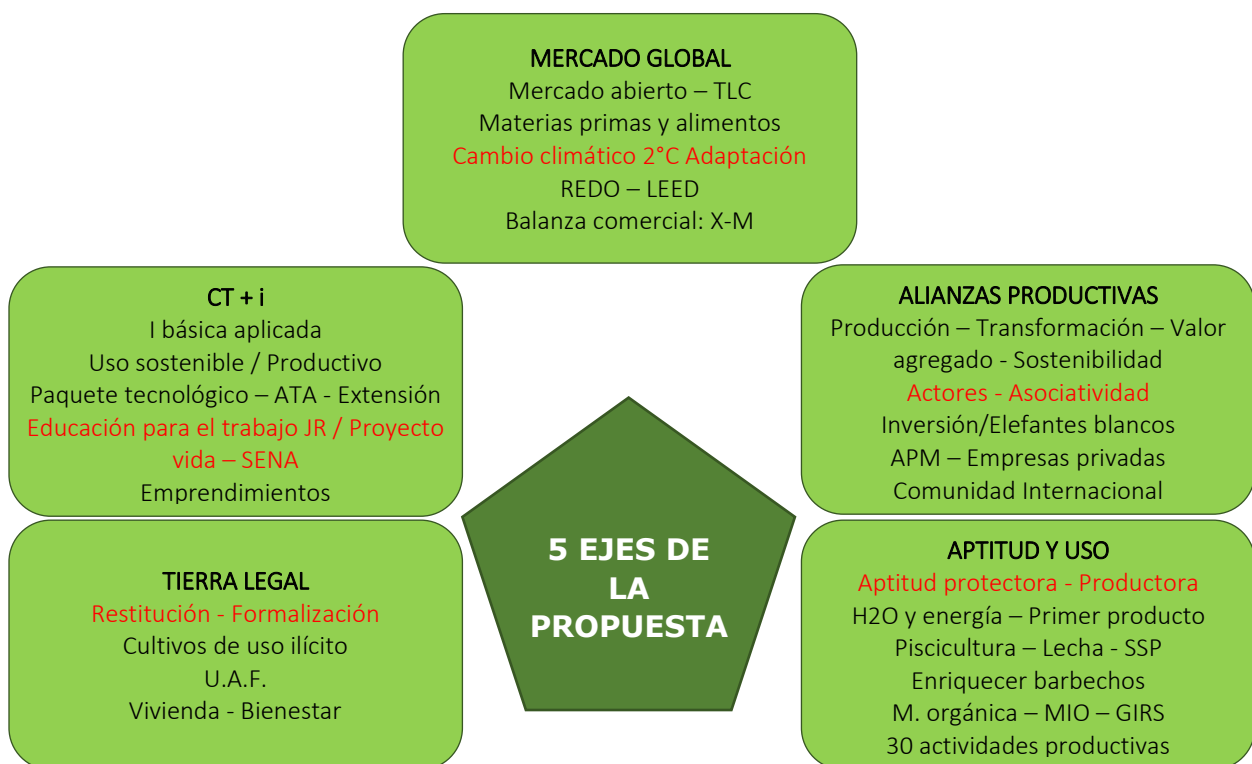 MERCADO GLOBAL
Mercado abierto – TLC
Materias primas y alimentos
Cambio climático 2°C Adaptación
REDO – LEED
Balanza comercial: X-M
CT + i
I básica aplicada
Uso sostenible / Productivo
Paquete tecnológico – ATA - Extensión
Educación para el trabajo JR / Proyecto
vida – SENA
Emprendimientos
ALIANZAS PRODUCTIVAS
Producción – Transformación – Valor
agregado - Sostenibilidad
Actores - Asociatividad
Inversión/Elefantes blancos
APM – Empresas privadas
Comunidad Internacional
5 EJES DE
LA
PROPUESTA
TIERRA LEGAL
Restitución - Formalización
Cultivos de uso ilícito
U.A.F.
Vivienda - Bienestar
APTITUD Y USO
Aptitud protectora - Productora
H2O y energía – Primer producto
Piscicultura – Lecha - SSP
Enriquecer barbechos
M. orgánica – MIO – GIRS
30 actividades productivas